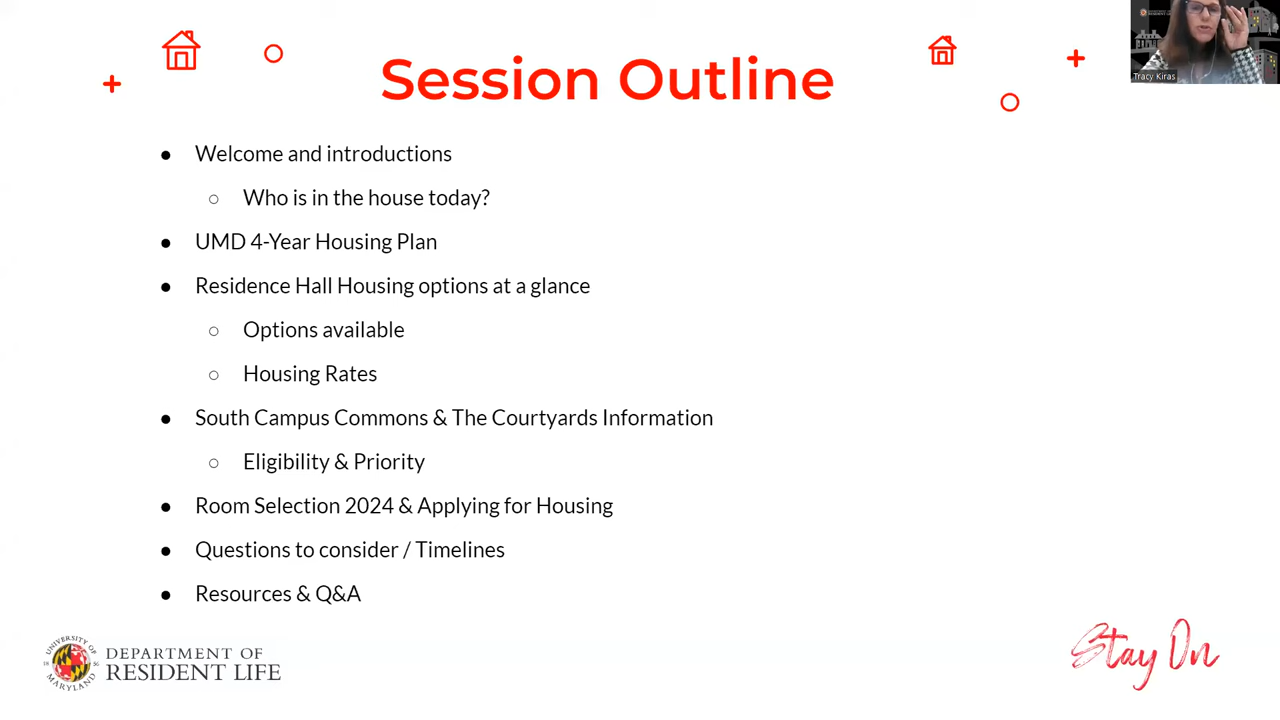 Session Outline
Tracy Kiras
● Welcome and introductions
○ Who is in the house today?
● UMD 4-Year Housing Plan
● Residence Hall Housing options at a glance
○ Options available
○ Housing Rates
● South Campus Commons & The Courtyards Information
○ Eligibility & Priority
● Room Selection 2024 & Applying for Housing
● Questions to consider / Timelines
● Resources & Q&A
UNIVERSITY OF
18 56
MARYLAND
DEPARTMENT OF
RESIDENT LIFE
Stay On